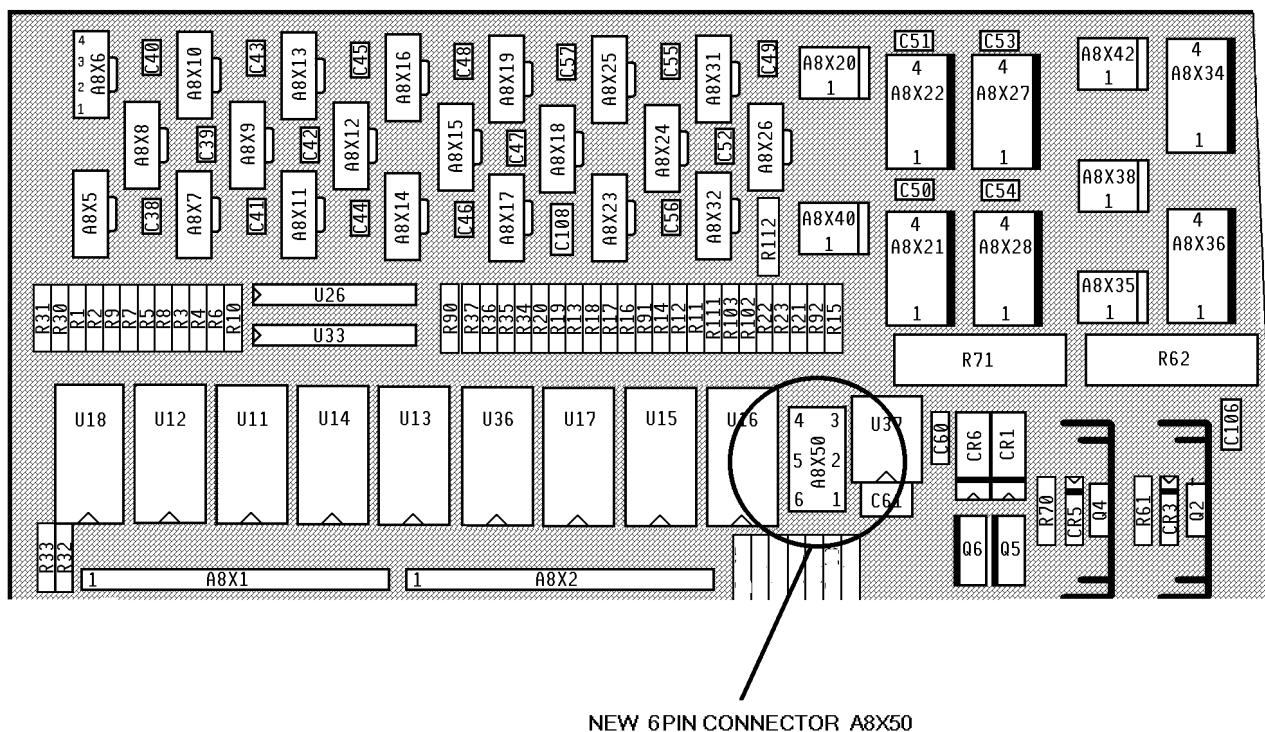 C51 C53
4 3 2 1 A8X6 C40 A8X10 C43 A8X13 C45 A8X16 C48 A8X19 C57 A8X25 C55 A8X31 C49 A8X20 1 4 A8X22 1 4 A8X27 1 A8X42 1 4 A8X34 1
A8X8 C39 A8X9 C42 A8X12 A8X15 C47 A8X18 A8X24 C52 A8X26
C50 C54 A8X38 1
A8X5 C38 A8X7 C41 A8X11 C44 A8X14 C46 A8X17 C108 A8X23 C56 A8X32 R112 A8X40 1 4 A8X21 1 4 A8X28 1 4 A8X36 1
A8X35 1
R31 R30 R1 R2 R9 R7 R5 R8 R3 R4 R6 R10 U26 R90 R37 R36 R35 R34 R20 R19 R13 R18 R17 R16 R91 R14 R12 R11 R111 R103 R102 R22 R23 R21 R92 R15
U33
R71 R62
U18 U12 U11 U14 U13 U36 U17 U15 U16 4 3 U37 C60 CR6 CR1 C106
5 A8X50 2
6 1 C61 R70 CR5 Q4 R61 CR3 Q2
R33 R32 Q6 Q5
1 A8X1 1 A8X2
NEW 6PIN CONNECTOR A8X50